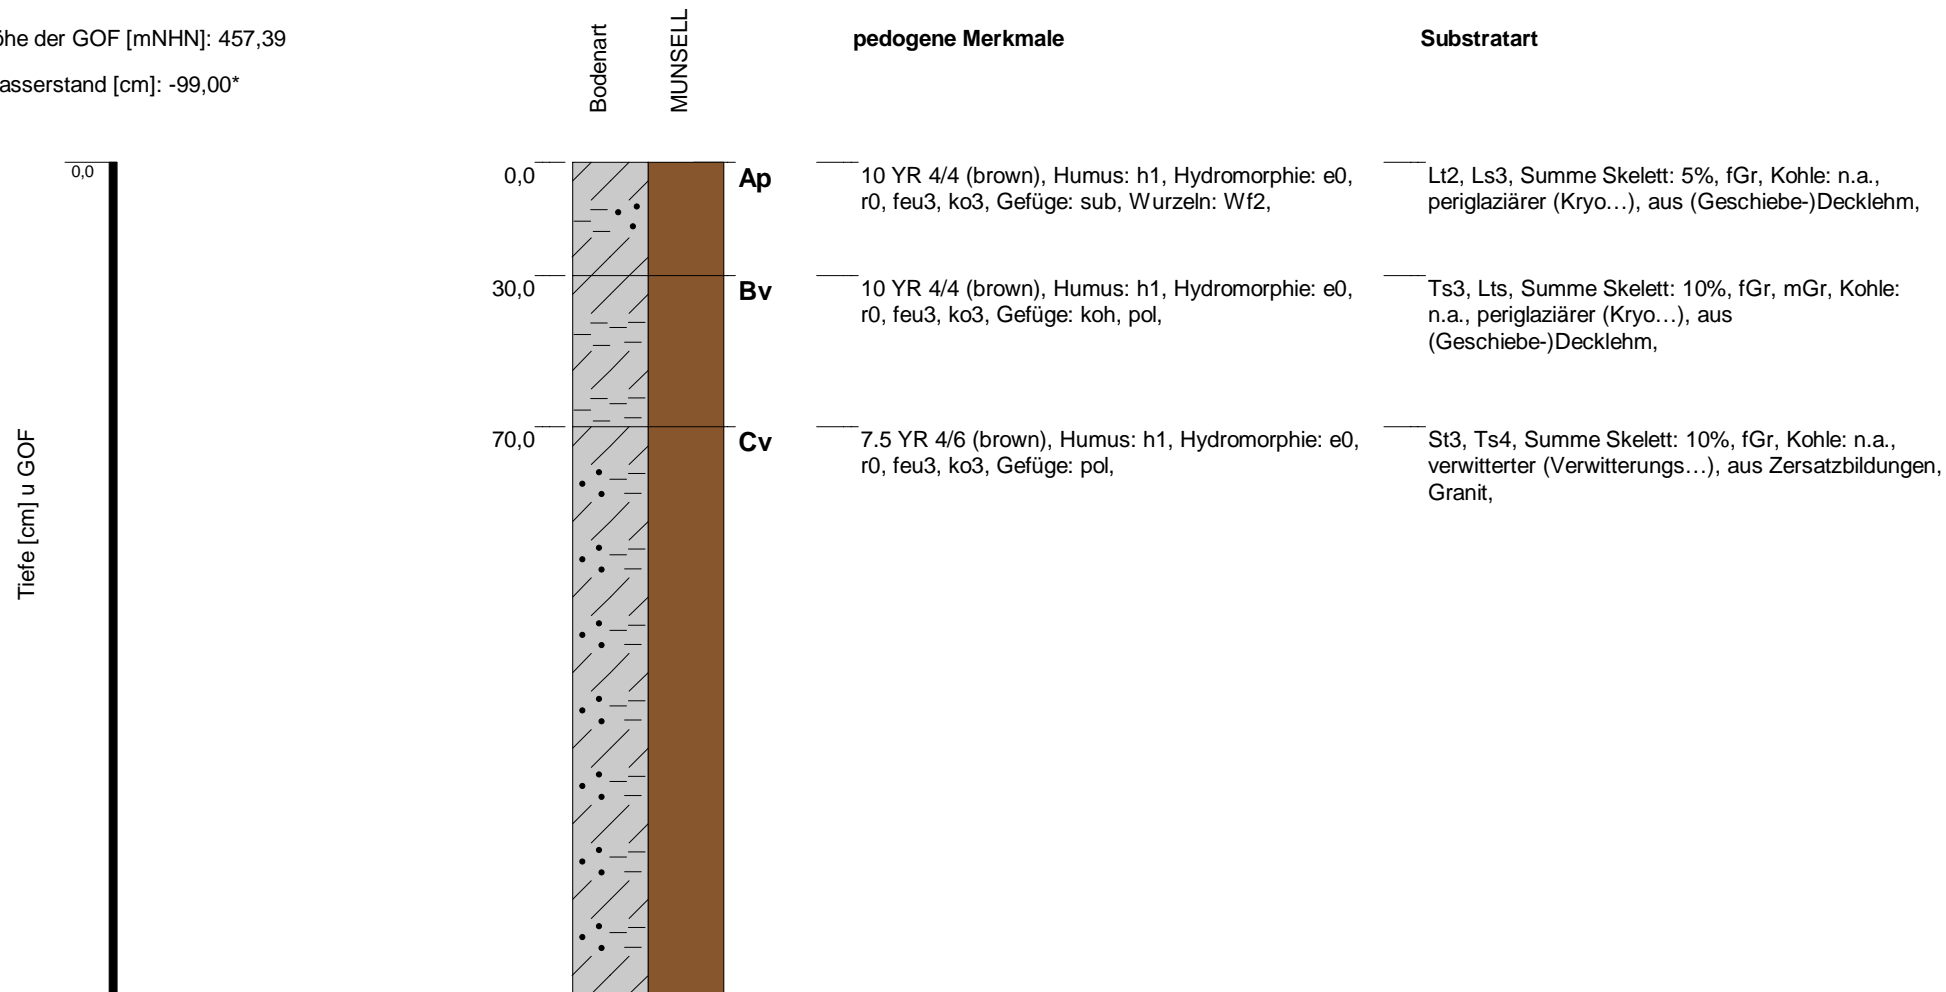 öhe der GOF [mNHN]: 457,39
asserstand [cm]: -99,00*
Bodenart
MUNSELL
pedogene Merkmale
Substratart
Tiefe [cm] u GOF
0,0
0,0
Ap
10 YR 4/4 (brown), Humus: h1, Hydromorphie: e0,
r0, feu3, ko3, Gefüge: sub, Wurzeln: Wf2,
Lt2, Ls3, Summe Skelett: 5%, fGr, Kohle: n.a.,
periglaziärer (Kryo…), aus (Geschiebe-)Decklehm,
30,0
Bv
10 YR 4/4 (brown), Humus: h1, Hydromorphie: e0,
r0, feu3, ko3, Gefüge: koh, pol,
Ts3, Lts, Summe Skelett: 10%, fGr, mGr, Kohle:
n.a., periglaziärer (Kryo…), aus
(Geschiebe-)Decklehm,
70,0
Cv
7.5 YR 4/6 (brown), Humus: h1, Hydromorphie: e0,
r0, feu3, ko3, Gefüge: pol,
St3, Ts4, Summe Skelett: 10%, fGr, Kohle: n.a.,
verwitterter (Verwitterungs…), aus Zersatzbildungen,
Granit,